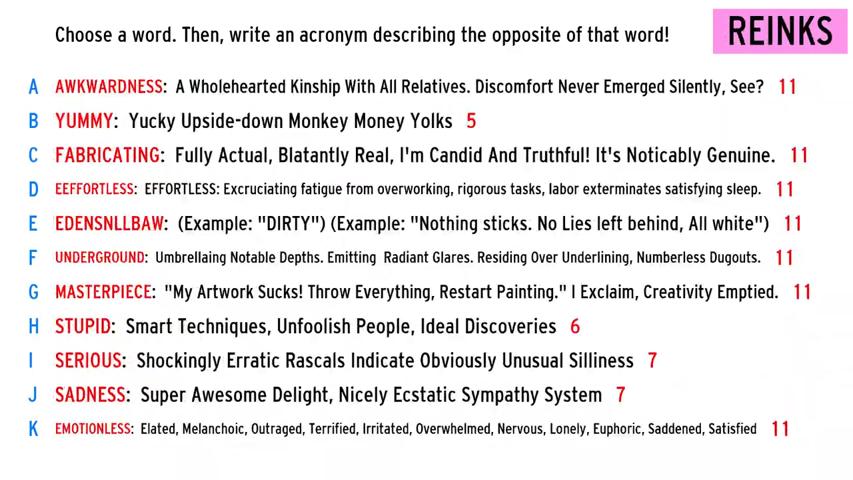 Choose a word. Then, write an acronym describing the opposite of that word!
REINKS
A AWKWARDNESS: A Wholehearted Kinship With All Relatives. Discomfort Never Emerged Silently, See? 11
B YUMMY: Yucky Upside-down Monkey Money Yolks 5
C FABRICATING: Fully Actual, Blatantly Real, I'm Candid And Truthful! It's Noticably Genuine. 11
D EEFFORTLESS: EFFORTLESS: Excruciating fatigue from overworking, rigorous tasks, labor exterminates satisfying sleep. 11
E EDENSNLLBAW: (Example: "DIRTY") (Example: "Nothing sticks. No Lies left behind, All white") 11
F UNDERGROUND: Umbrellaing Notable Depths. Emitting Radiant Glares. Residing Over Underlining, Numberless Dugouts. 11
G MASTERPIECE: "My Artwork Sucks! Throw Everything, Restart Painting." I Exclaim, Creativity Emptied. 11
H STUPID: Smart Techniques, Unfoolish People, Ideal Discoveries 6
I SERIOUS: Shockingly Erratic Rascals Indicate Obviously Unusual Silliness 7
J SADNESS: Super Awesome Delight, Nicely Ecstatic Sympathy System 7
K EMOTIONLESS: Elated, Melanchoic, Outraged, Terrified, Irritated, Overwhelmed, Nervous, Lonely, Euphoric, Saddened, Satisfied 11